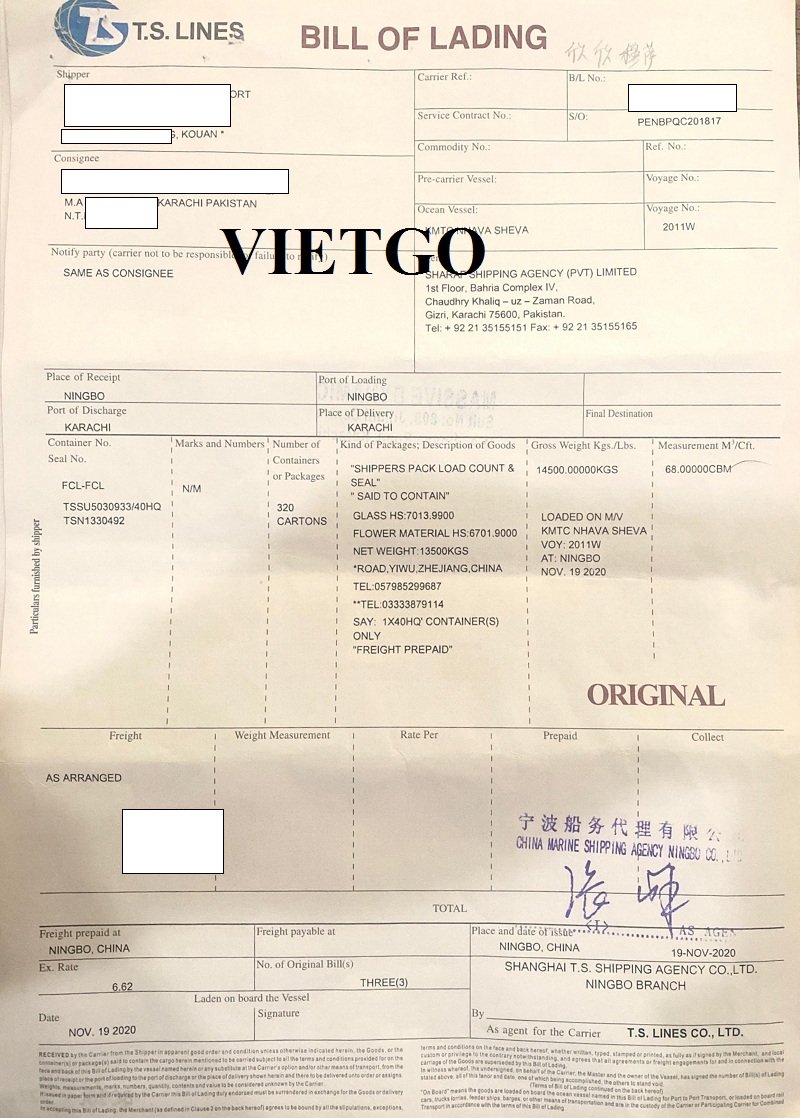 T.S. LINES
BILL OF LADING
Shipper
ORT
KOUAN *
Carrier Ref.:
B/L No.:
Service Contract No.:
S/O:
PENBPQC201817
Commodity No.:
Ref. No.:
Consignee
M.A
KARACHI PAKISTAN
N.T.
Pre-carrier Vessel:
Voyage No.:
Ocean Vessel:
KMTC NHAVA SHEVA
Voyage No.:
2011W
VIETGO
Notify party (carrier not to be responsible
SAME AS CONSIGNEE
SHARAF SHIPPING AGENCY (PVT) LIMITED
1st Floor, Bahria Complex IV,
Chaudhry Khaliq – uz – Zaman Road,
Gizri, Karachi 75600, Pakistan.
Tel: + 92 21 35155151 Fax: + 92 21 35155165
Place of Receipt
NINGBO
Port of Loading
NINGBO
Port of Discharge
KARACHI
Place of Delivery
KARACHI
Final Destination
Container No.
Seal No.
Marks and Numbers
Number of
Containers
or Packages
Kind of Packages; Description of Goods
Gross Weight Kgs./Lbs.
Measurement M³/Cft.
FCL-FCL
TSSU5030933/40HQ
TSN1330492
N/M
320
CARTONS
"SHIPPERS PACK LOAD COUNT &
SEAL"
" SAID TO CONTAIN"
GLASS HS:7013.9900
FLOWER MATERIAL HS:6701.9000
NET WEIGHT:13500KGS
*ROAD,YIWU,ZHEJIANG,CHINA
TEL:057985299687
**TEL:03333879114
SAY: 1X40HQ' CONTAINER(S)
ONLY
"FREIGHT PREPAID"
14500.00000KGS
LOADED ON M/V
KMTC NHAVA SHEVA
VOY: 2011W
AT: NINGBO
NOV. 19 2020
68.00000CBM
Particulars furnished by shipper
ORIGINAL
Freight
Weight Measurement
Rate Per
Prepaid
Collect
AS ARRANGED
宁波船务代理有限公
CHINA MARINE SHIPPING AGENCY NINGBO CO.,LTD
TOTAL
Freight prepaid at
NINGBO, CHINA
Freight payable at
Place and date of issue
AS AGEN
NINGBO, CHINA
19-NOV-2020
Ex. Rate
6.62
No. of Original Bill(s)
THREE(3)
SHANGHAI T.S. SHIPPING AGENCY CO.,LTD.
NINGBO BRANCH
Laden on board the Vessel
Date
NOV. 19 2020
Signature
By
As agent for the Carrier
T.S. LINES CO., LTD.